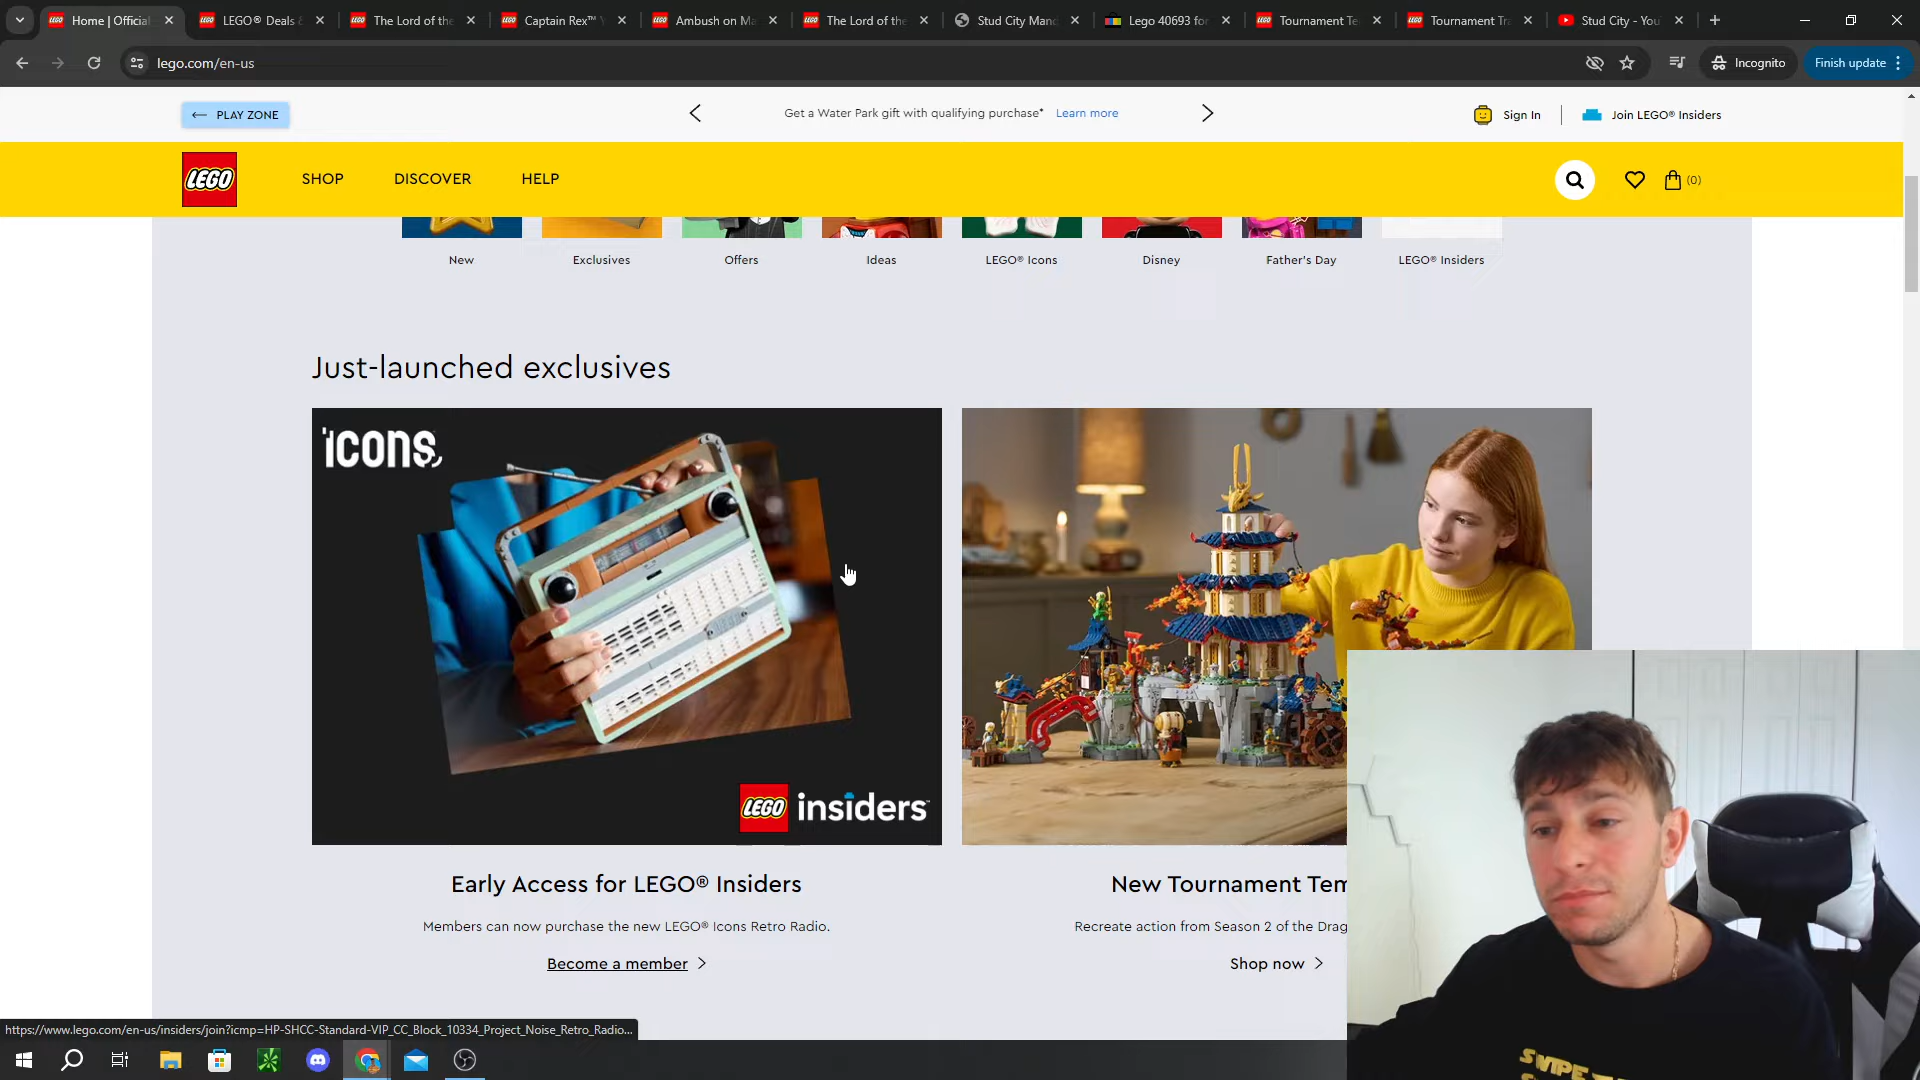 Home | Official
LEGO® Deals &
The Lord of the
Captain Rex™ Y
Ambush on Ma
The Lord of the
Stud City Mand
Lego 40693 for
Tournament Te
Tournament Tra
Stud City - You
lego.com/en-us
Incognito
Finish update
PLAY ZONE
Get a Water Park gift with qualifying purchase* Learn more
Sign In
Join LEGO® Insiders
LEGO
SHOP
DISCOVER
HELP
(0)
New
Exclusives
Offers
Ideas
LEGO® Icons
Disney
Father's Day
LEGO® Insiders
Just-launched exclusives
icons
LEGO insiders
Early Access for LEGO® Insiders
New Tournament Tem
Members can now purchase the new LEGO® Icons Retro Radio.
Recreate action from Season 2 of the Drag
Become a member
Shop now
https://www.lego.com/en-us/insiders/join?icmp=HP-SHCC-Standard-VIP_CC_Block_10334_Project_Noise_Retro_Radio...
SWIPE